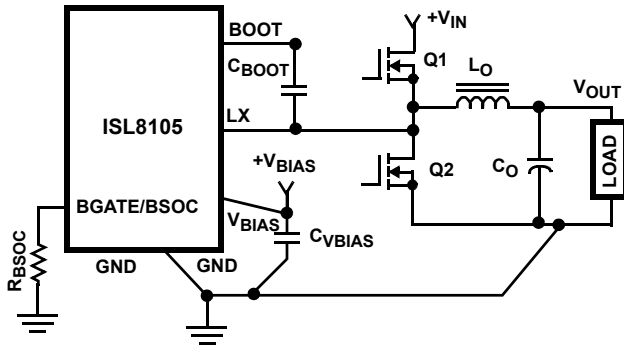 +VIN
BOOT
Q1
CBOOT
LO
VOUT
ISL8105
LX
LOAD
+VBIAS
Q2
CO
BGATE/BSOC
VBIAS
CVBIAS
RBSOC
GND
GND